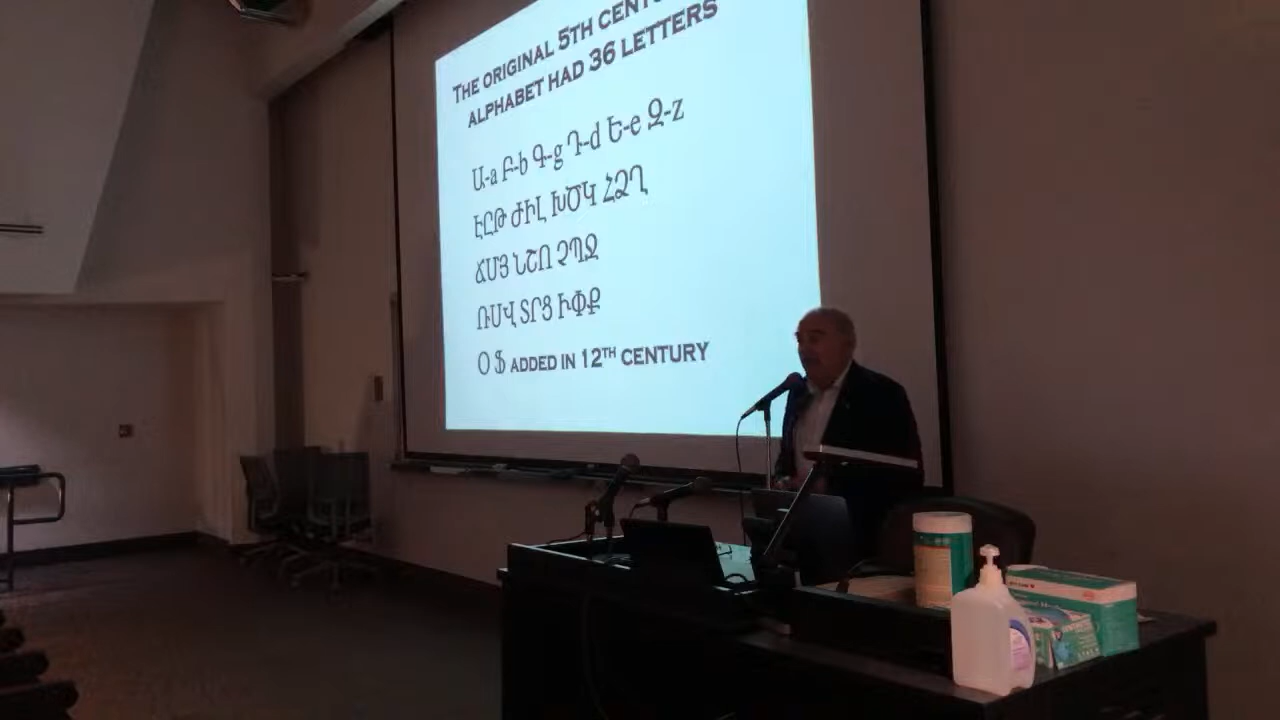 THE ORIGINAL 5TH CENTU
ALPHABET HAD 36 LETTERS
Ա-a Բ-b Գ-g Դ-d Ե-e Զ-z
ԷԸԹ ԺԻԼ ԽԾԿ ՀՁՂ
ՃՄՅ ՆՇՈ ՉՊՋ
ՌՍՎ ՏՐՑ ՒՓՔ
Օ Ֆ ADDED IN 12TH CENTURY